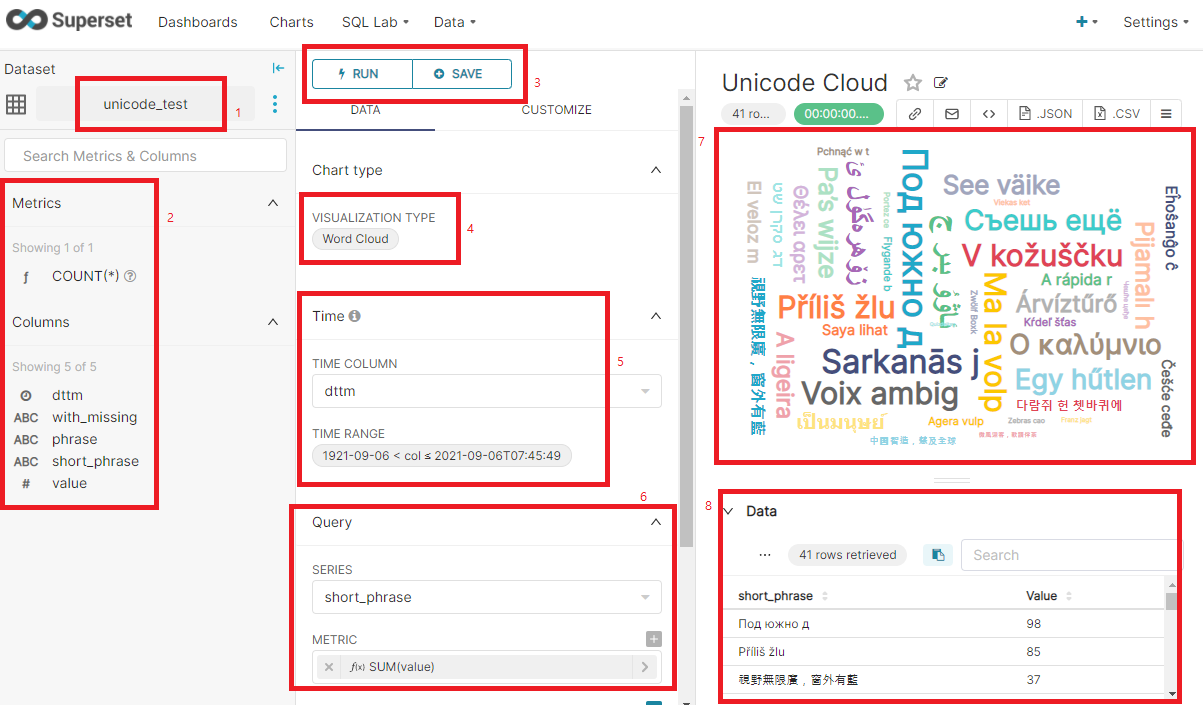 Superset Dashboards Charts SQL Lab Data Settings
Dataset
unicode_test
1
Search Metrics & Columns
Metrics
2
Showing 1 of 1
ƒ COUNT(*)
Columns
Showing 5 of 5
dttm
ABC with_missing
ABC phrase
ABC short_phrase
# value
RUN SAVE
3
DATA CUSTOMIZE
Chart type
VISUALIZATION TYPE
Word Cloud
4
Time
TIME COLUMN
5
dttm
TIME RANGE
1921-09-06 < col ≤ 2021-09-06T07:45:49
6
Query
SERIES
short_phrase
METRIC
ƒ(x) SUM(value)
Unicode Cloud
41 ro... 00:00:00.... .JSON .CSV
7
Pchnąć w t
El veloz m
דג סקרן שט
Θέλει αρετ
Pa's wijze
Portez ce
Flygande b
Под южно д
See väike
Viekas ket
Съешь ещё
V kožuščku
A rápida r
Eĥoŝanĝo ĉ
Pijamalı h
Příliš žlu
Saya lihat
Ma la volp
Zwölf Boxk
Árvíztűrő
Kŕdeľ šťas
O καλύμνιο
視野無限廣，窗外有藍
A ligeira
Sarkanās j
Voix ambig
Egy hűtlen
다람쥐 헌 쳇바퀴에
Češće ceđe
เป็นมนุษย์
Agera vulp
Zebras cao
Franz jagt
中国智造，慧及全球
8
Data
... 41 rows retrieved Search
short_phrase Value
Под южно д 98
Příliš žlu 85
視野無限廣，窗外有藍 37